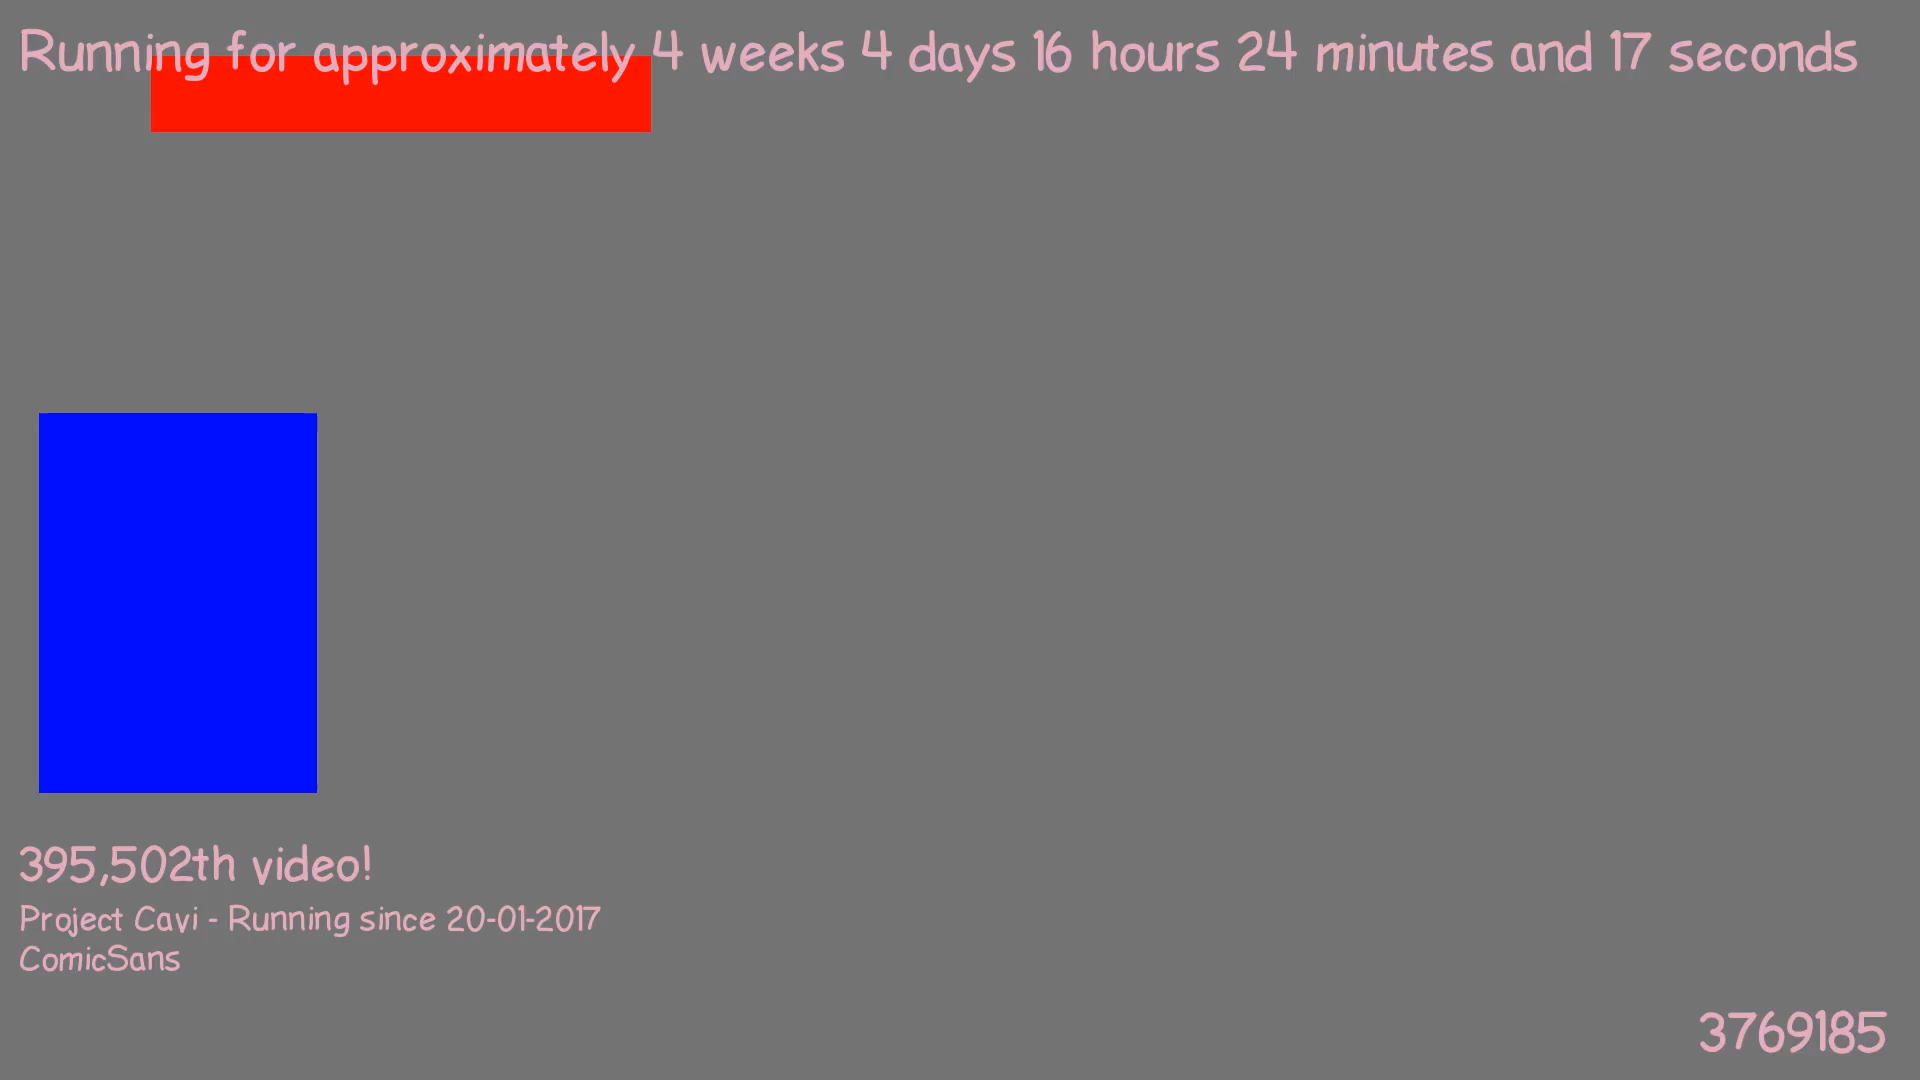 Running for approximately 4 weeks 4 days 16 hours 24 minutes and 17 seconds
395,502th video!
Project Cavi - Running since 20-01-2017
ComicSans
3769185